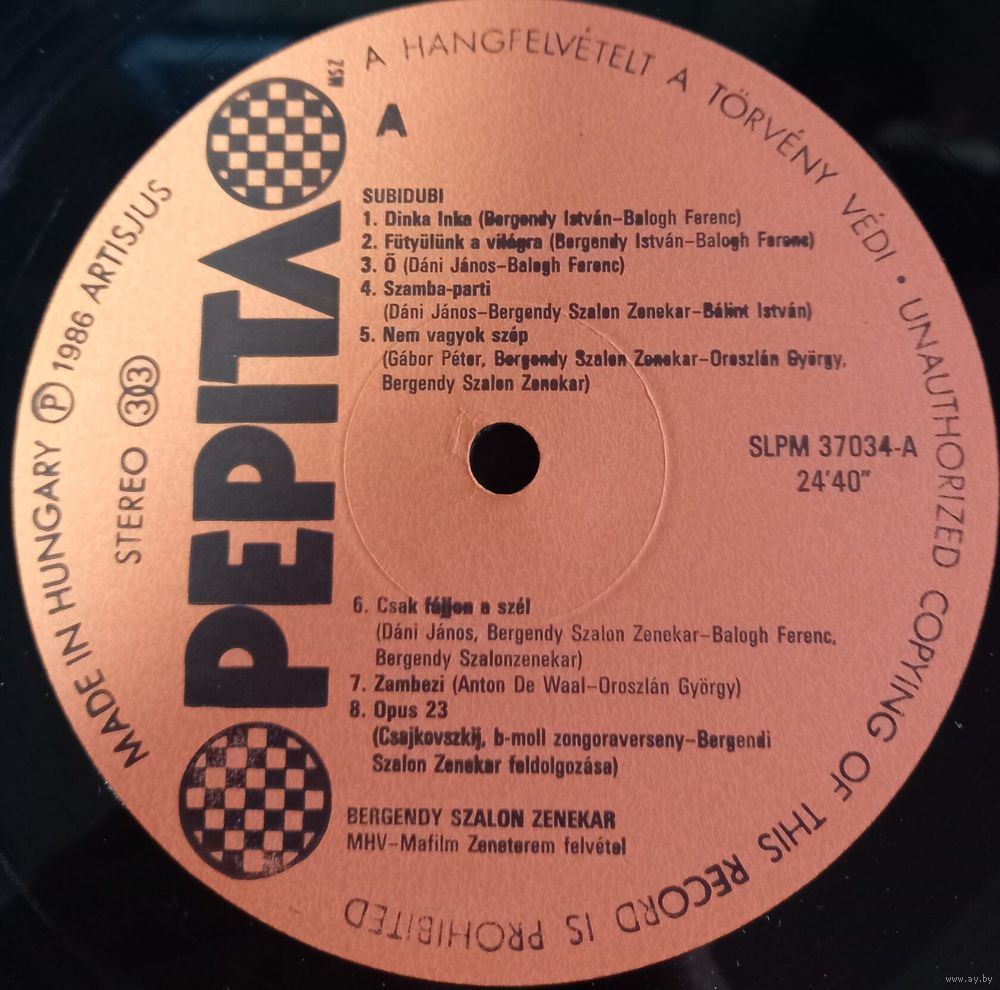 A HANGFELVÉTELT A TÖRVÉNY VÉDI • UNAUTHORIZED COPYING OF THIS RECORD IS PROHIBITED
MADE IN HUNGARY Ⓟ 1986 ARTISJUS
STEREO 33
PEPITA
MSZ
A
SUBIDUBI
1. Dinka Inka (Bergendy István–Balogh Ferenc)
2. Fütyülünk a világra (Bergendy István–Balogh Ferenc)
3. Ő (Dáni János–Balogh Ferenc)
4. Szamba-parti
(Dáni János–Bergendy Szalon Zenekar–Bálint István)
5. Nem vagyok szép
(Gábor Péter, Bergendy Szalon Zenekar–Oroszlán György,
Bergendy Szalon Zenekar)
SLPM 37034-A
24'40"
6. Csak fújjon a szél
(Dáni János, Bergendy Szalon Zenekar–Balogh Ferenc,
Bergendy Szalonzenekar)
7. Zambezi (Anton De Waal–Oroszlán György)
8. Opus 23
(Csajkovszkij, b-moll zongoraverseny–Bergendi
Szalon Zenekar feldolgozása)
BERGENDY SZALON ZENEKAR
MHV–Mafilm Zeneterem felvétel
www.ay.by